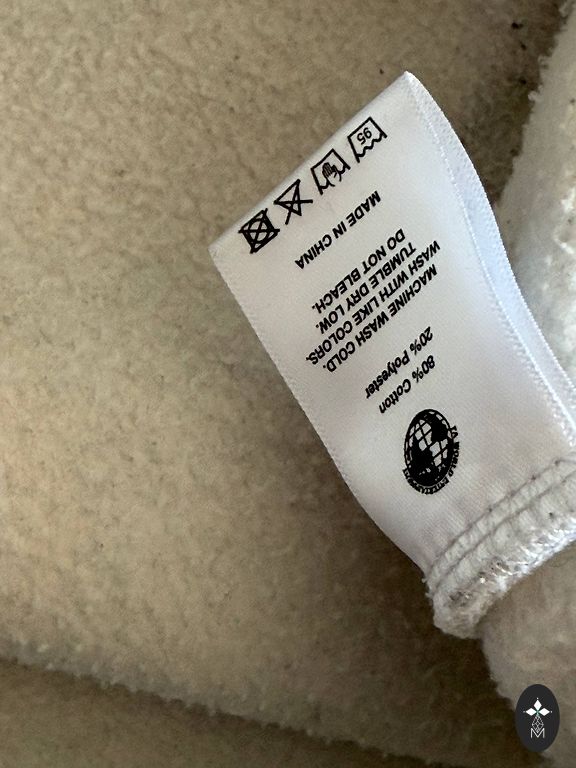 80% Cotton
20% Polyester
MACHINE WASH COLD.
WASH WITH LIKE COLORS.
TUMBLE DRY LOW.
DO NOT BLEACH.
MADE IN CHINA
95
M